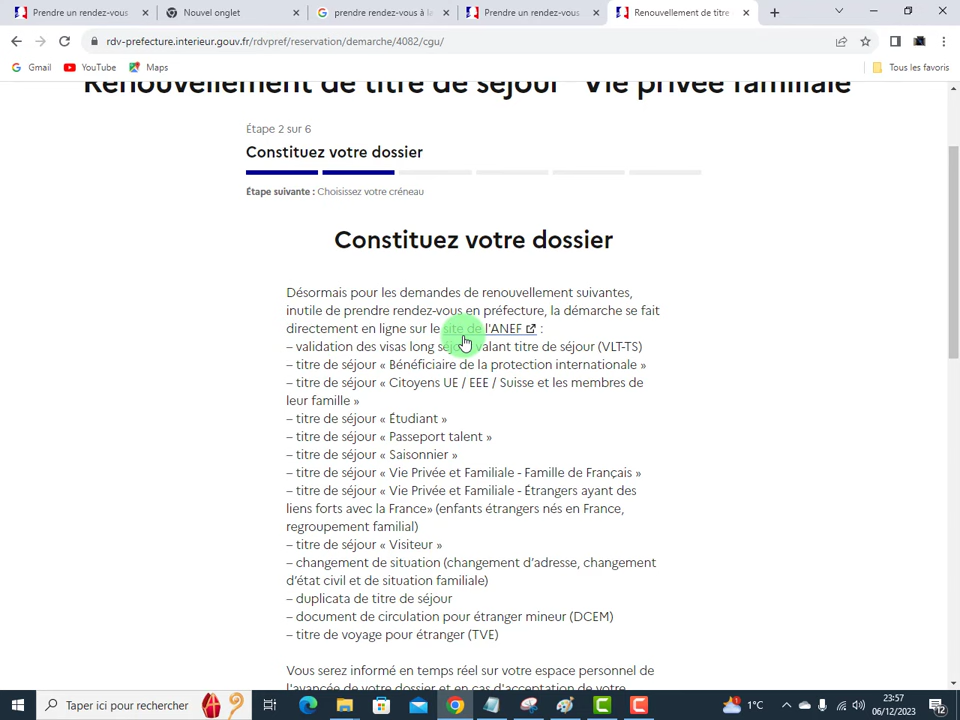 Prendre un rendez-vous
Nouvel onglet
prendre rendez-vous à la
Prendre un rendez-vous
Renouvellement de titre
rdv-prefecture.interieur.gouv.fr/rdvpref/reservation/demarche/4082/cgu/
Gmail
YouTube
Maps
Tous les favoris
Renouvellement de titre de séjour "Vie privée familiale"
Étape 2 sur 6
Constituez votre dossier
Étape suivante : Choisissez votre créneau
Constituez votre dossier
Désormais pour les demandes de renouvellement suivantes,
inutile de prendre rendez-vous en préfecture, la démarche se fait
directement en ligne sur le site de l'ANEF :
– validation des visas long séjour valant titre de séjour (VLT-TS)
– titre de séjour « Bénéficiaire de la protection internationale »
– titre de séjour « Citoyens UE / EEE / Suisse et les membres de
leur famille »
– titre de séjour « Étudiant »
– titre de séjour « Passeport talent »
– titre de séjour « Saisonnier »
– titre de séjour « Vie Privée et Familiale - Famille de Français »
– titre de séjour « Vie Privée et Familiale - Étrangers ayant des
liens forts avec la France» (enfants étrangers nés en France,
regroupement familial)
– titre de séjour « Visiteur »
– changement de situation (changement d'adresse, changement
d'état civil et de situation familiale)
– duplicata de titre de séjour
– document de circulation pour étranger mineur (DCEM)
– titre de voyage pour étranger (TVE)
Vous serez informé en temps réel sur votre espace personnel de
l'avancée de votre dossier et en cas d'acceptation de votre
Taper ici pour rechercher
1°C
23:57
06/12/2023
12